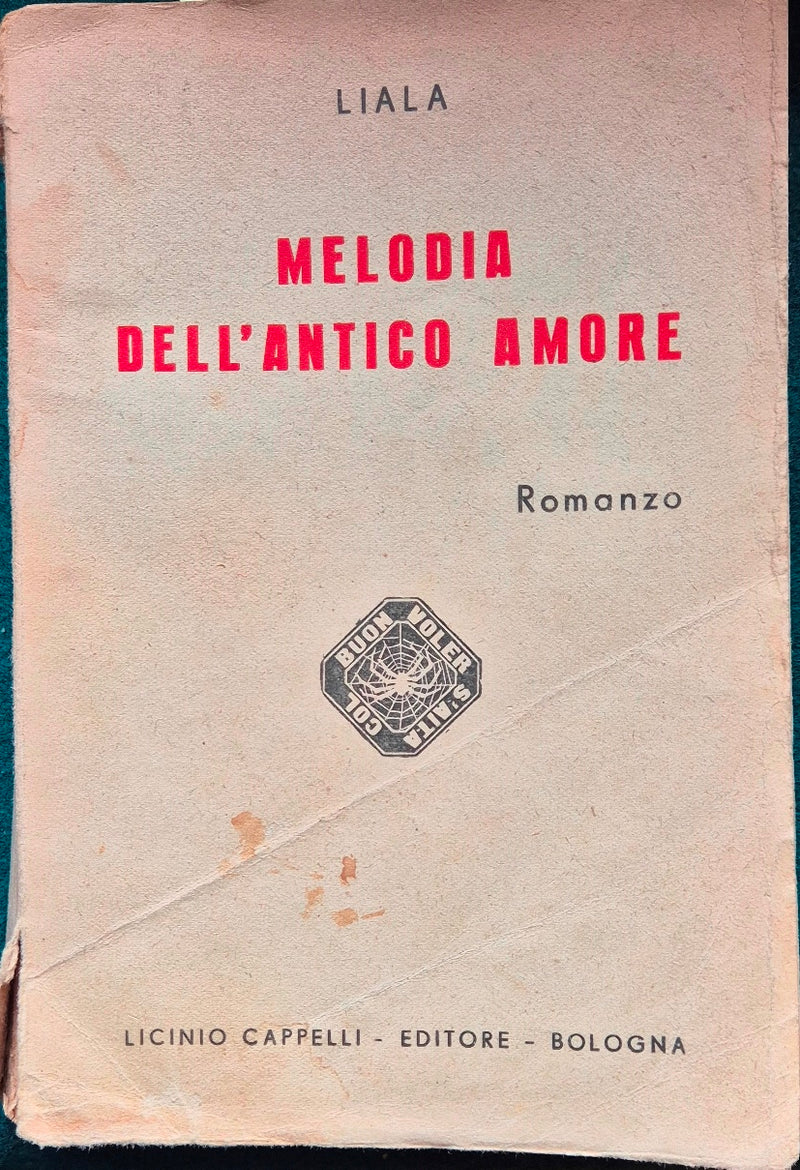 LIALA
MELODIA
DELL'ANTICO AMORE
Romanzo
COL BUON VOLER S'AITA
LICINIO CAPPELLI - EDITORE - BOLOGNA